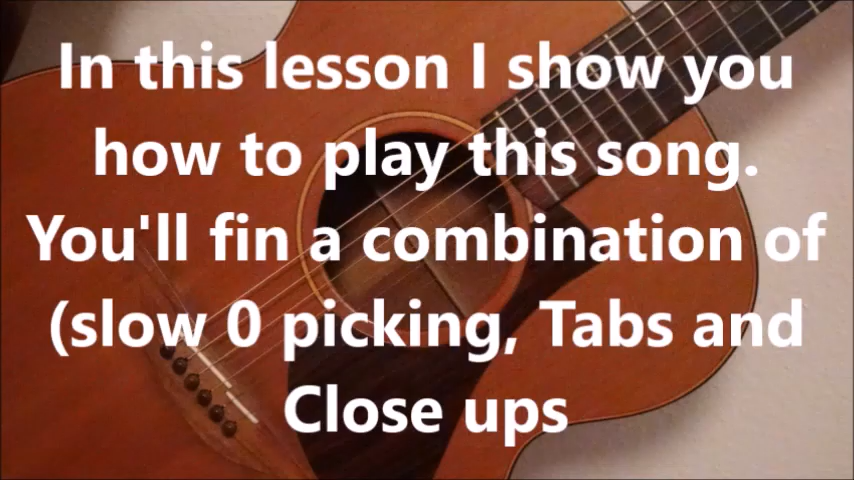 In this lesson I show you
how to play this song.
You'll fin a combination of
(slow 0 picking, Tabs and
Close ups